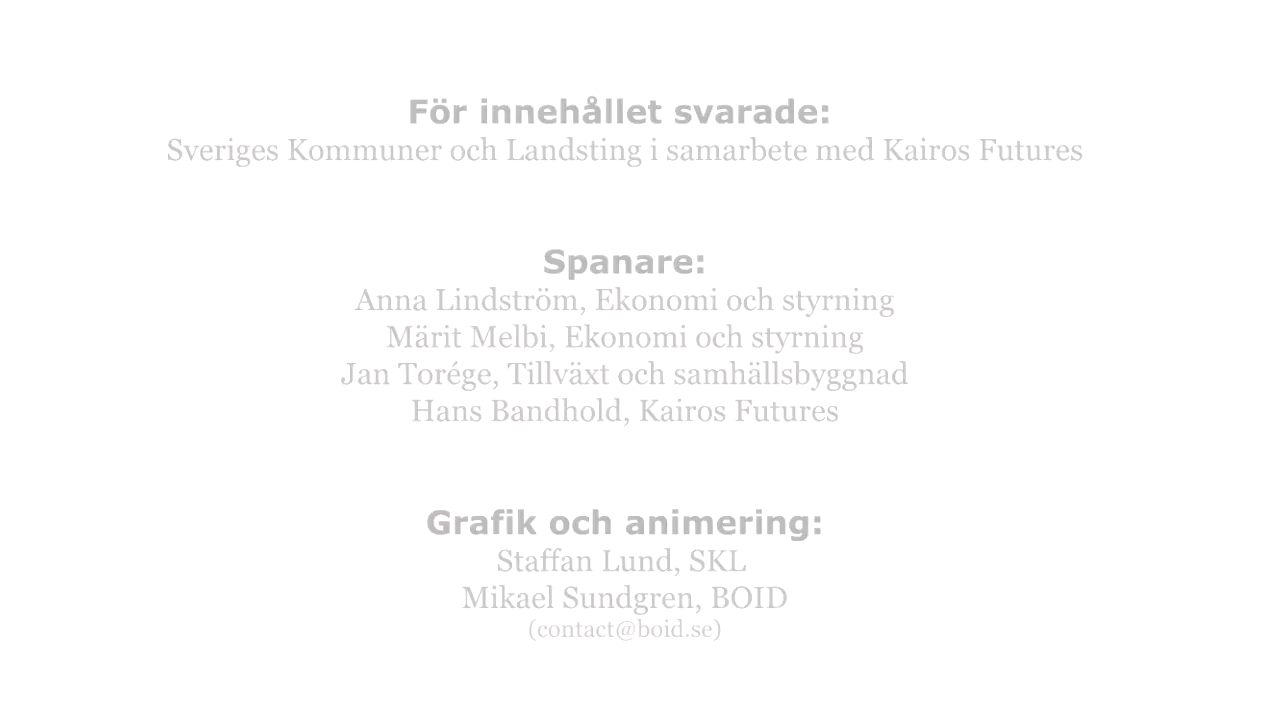 För innehållet svarade:
Sveriges Kommuner och Landsting i samarbete med Kairos Futures
Spanare:
Anna Lindström, Ekonomi och styrning
Märit Melbi, Ekonomi och styrning
Jan Torége, Tillväxt och samhällsbyggnad
Hans Bandhold, Kairos Futures
Grafik och animering:
Staffan Lund, SKL
Mikael Sundgren, BOID
(contact@boid.se)